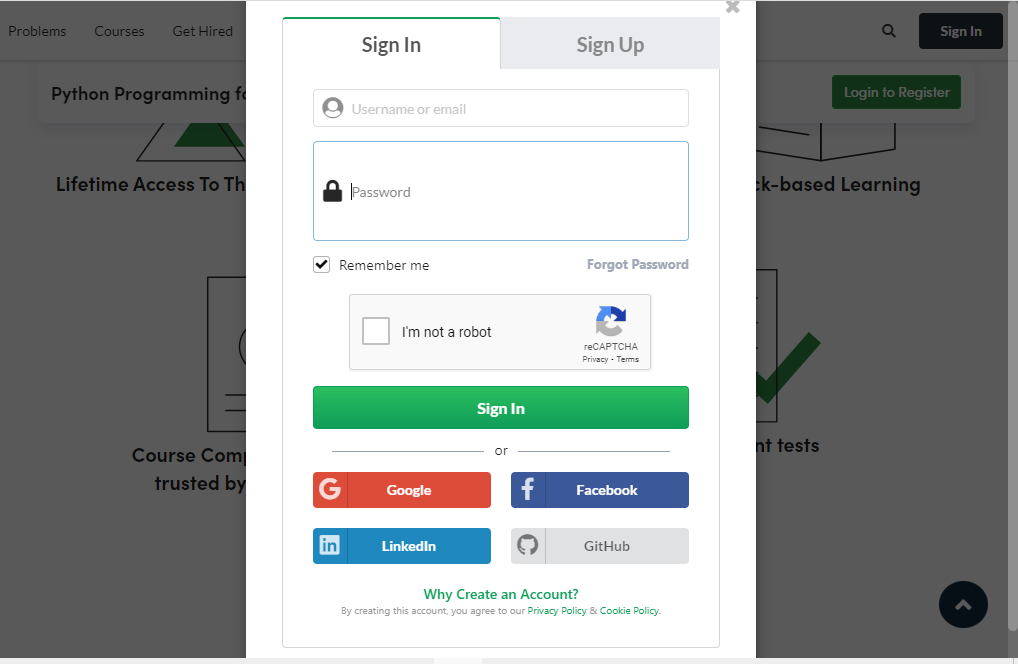 Problems Courses Get Hired
Sign In
Sign In Sign Up
Python Programming fo
Login to Register
Username or email
Lifetime Access To Th
ck-based Learning
Password
Remember me Forgot Password
I'm not a robot
reCAPTCHA
Privacy - Terms
Sign In
Course Comp
trusted by
nt tests
or
Google Facebook
LinkedIn GitHub
Why Create an Account?
By creating this account, you agree to our Privacy Policy & Cookie Policy.